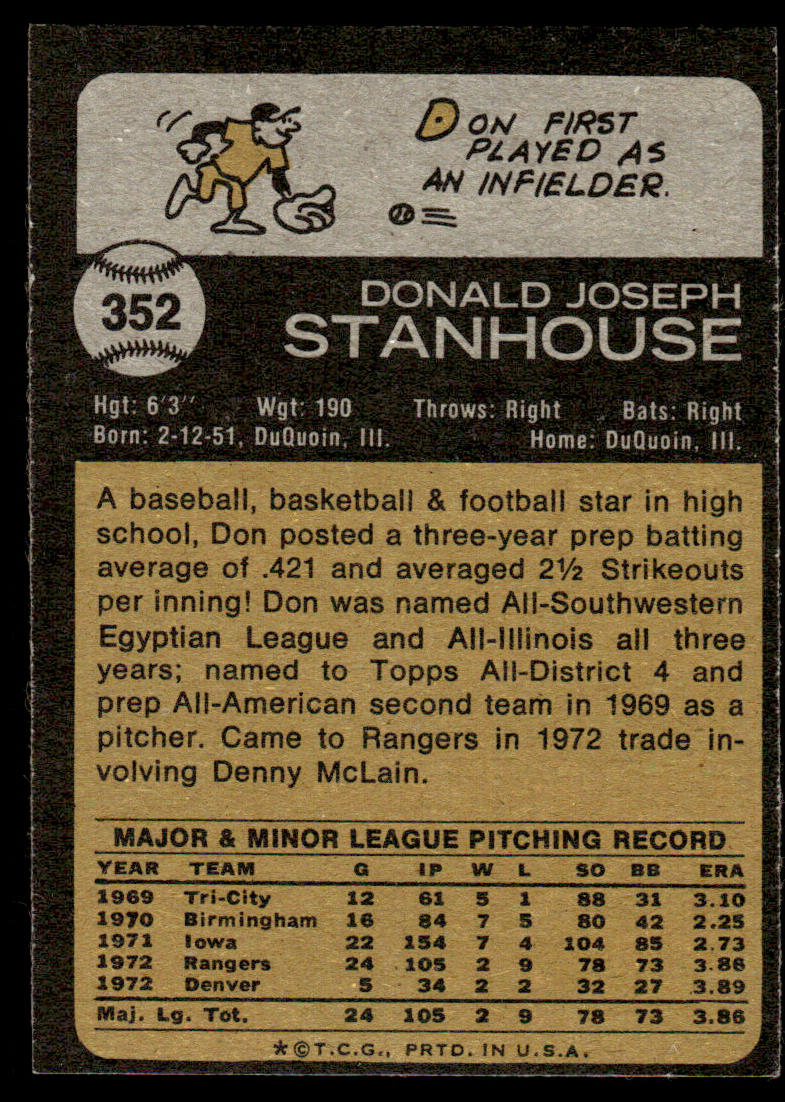 DON FIRST
PLAYED AS
AN INFIELDER.
352
DONALD JOSEPH
STANHOUSE
Hgt: 6'3" Wgt: 190 Throws: Right Bats: Right
Born: 2-12-51, DuQuoin, Ill. Home: DuQuoin, Ill.
A baseball, basketball & football star in high
school, Don posted a three-year prep batting
average of .421 and averaged 2½ Strikeouts
per inning! Don was named All-Southwestern
Egyptian League and All-Illinois all three
years; named to Topps All-District 4 and
prep All-American second team in 1969 as a
pitcher. Came to Rangers in 1972 trade in-
volving Denny McLain.
MAJOR & MINOR LEAGUE PITCHING RECORD
YEAR TEAM G IP W L SO BB ERA
1969 Tri-City 12 61 5 1 88 31 3.10
1970 Birmingham 16 84 7 5 80 42 2.25
1971 Iowa 22 154 7 4 104 85 2.73
1972 Rangers 24 105 2 9 78 73 3.86
1972 Denver 5 34 2 2 32 27 3.89
Maj. Lg. Tot. 24 105 2 9 78 73 3.86
*©T.C.G., PRTD. IN U.S.A.